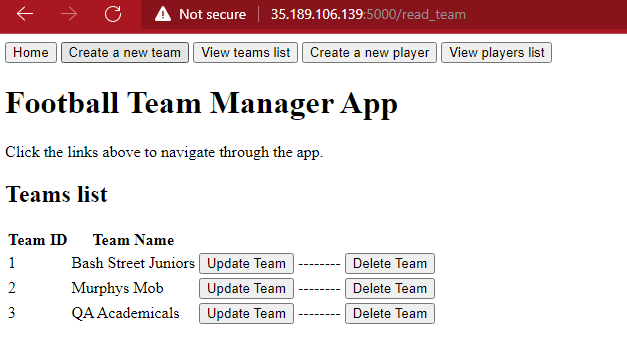 Not secure | 35.189.106.139:5000/read_team
Home Create a new team View teams list Create a new player View players list
Football Team Manager App
Click the links above to navigate through the app.
Teams list
Team ID Team Name
1 Bash Street Juniors Update Team -------- Delete Team
2 Murphys Mob Update Team -------- Delete Team
3 QA Academicals Update Team -------- Delete Team